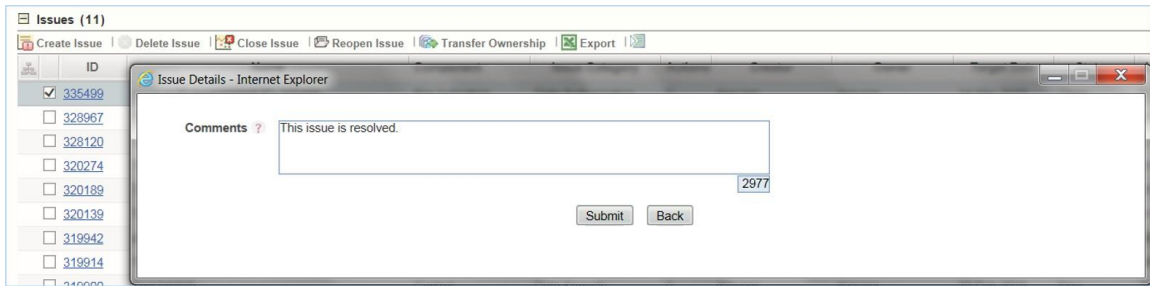 Issues (11)
Create Issue | Delete Issue | Close Issue | Reopen Issue | Transfer Ownership | Export |
ID
Issue Details - Internet Explorer
X
335499
328967
Comments ? This issue is resolved.
328120
320274
320189
2977
320139
Submit Back
319942
319914